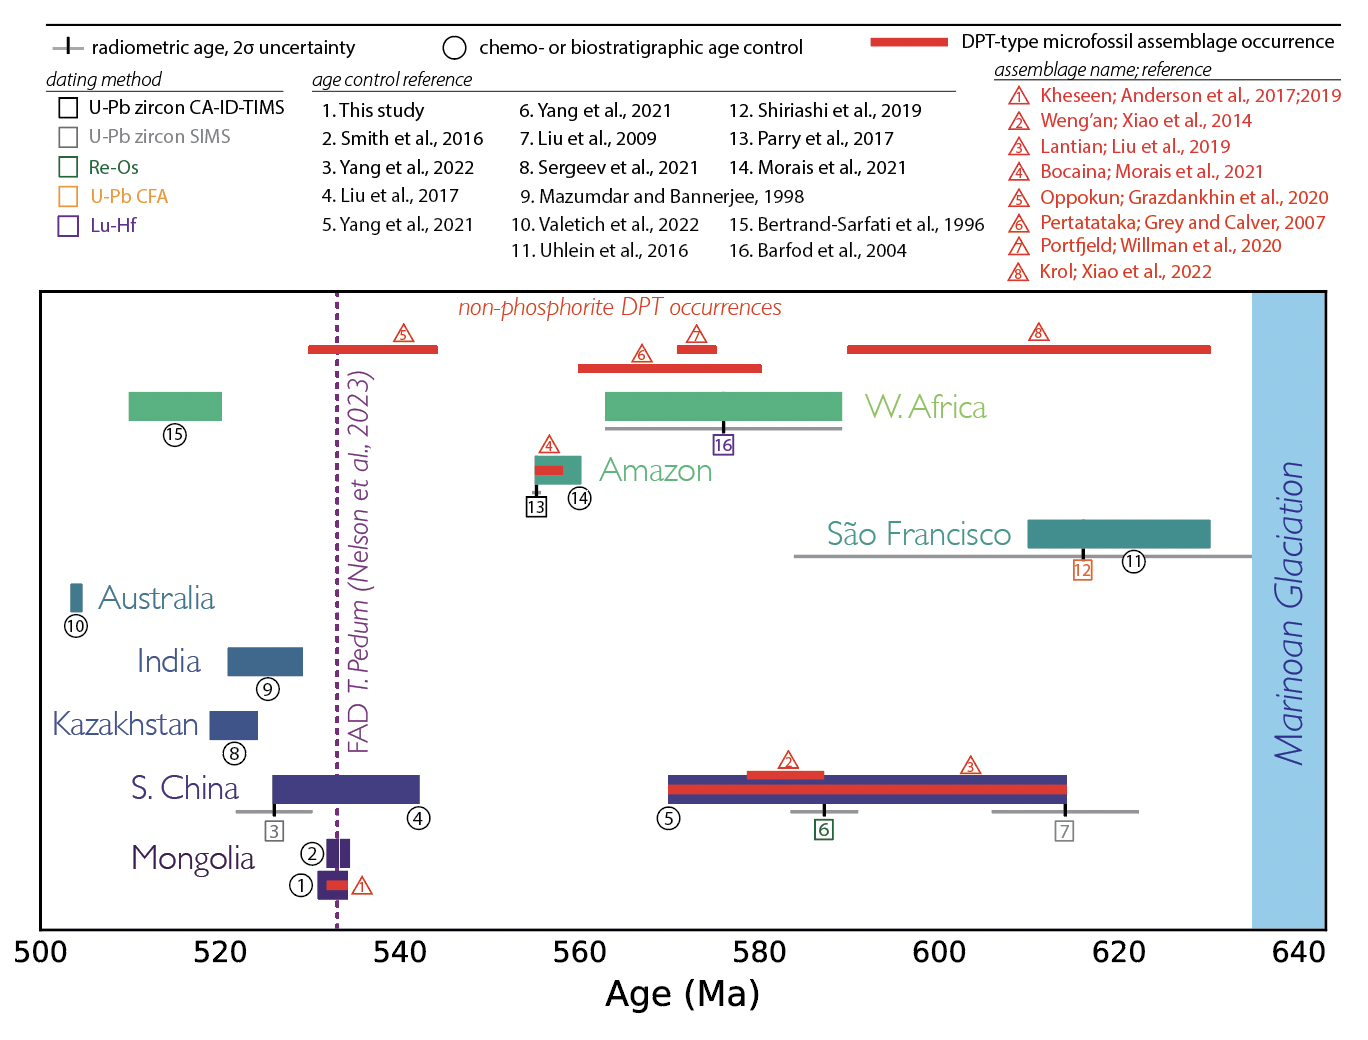 radiometric age, 2σ uncertainty
chemo- or biostratigraphic age control
DPT-type microfossil assemblage occurrence
dating method
age control reference
assemblage name; reference
U-Pb zircon CA-ID-TIMS
U-Pb zircon SIMS
Re-Os
U-Pb CFA
Lu-Hf
1. This study
2. Smith et al., 2016
3. Yang et al., 2022
4. Liu et al., 2017
5. Yang et al., 2021
6. Yang et al., 2021
7. Liu et al., 2009
8. Sergeev et al., 2021
9. Mazumdar and Bannerjee, 1998
10. Valetich et al., 2022
11. Uhlein et al., 2016
12. Shiriashi et al., 2019
13. Parry et al., 2017
14. Morais et al., 2021
15. Bertrand-Sarfati et al., 1996
16. Barfod et al., 2004
1 Kheseen; Anderson et al., 2017;2019
2 Weng'an; Xiao et al., 2014
3 Lantian; Liu et al., 2019
4 Bocaina; Morais et al., 2021
5 Oppokun; Grazdankhin et al., 2020
6 Pertatataka; Grey and Calver, 2007
7 Portfjeld; Willman et al., 2020
8 Krol; Xiao et al., 2022
non-phosphorite DPT occurrences
5
6
7
8
15
W. Africa
16
4
Amazon
13
14
São Francisco
12
11
Australia
10
India
9
Kazakhstan
8
S. China
3
4
2
3
5
6
7
Mongolia
2
1
1
FAD T. Pedum (Nelson et al., 2023)
Marinoan Glaciation
500
520
540
560
580
600
620
640
Age (Ma)